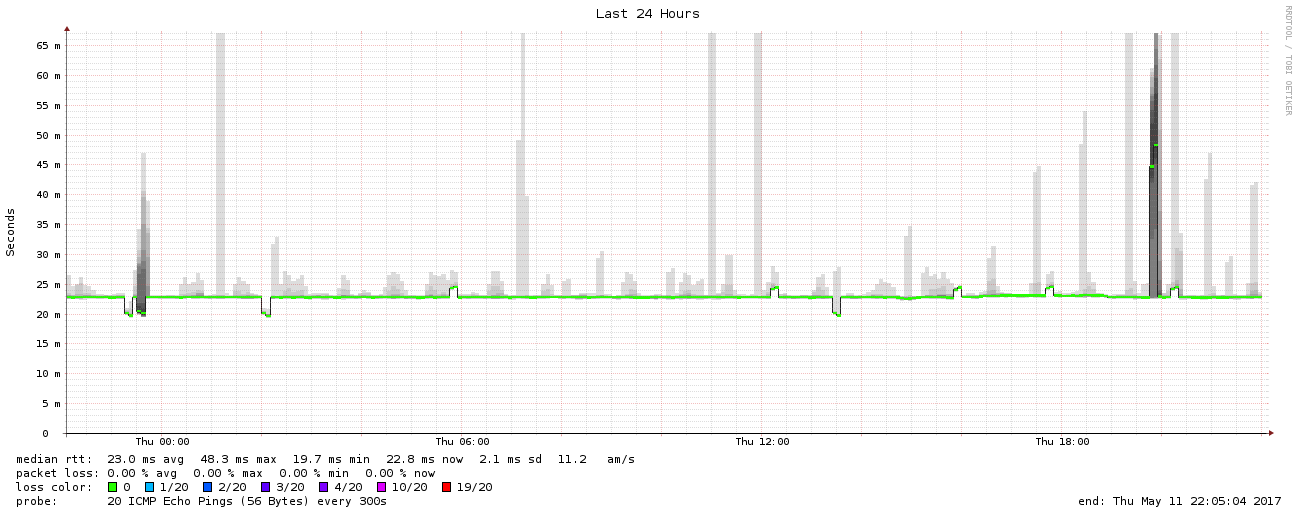 Last 24 Hours
RRDTOOL / TOBI OETIKER
Seconds
65 m
60 m
55 m
50 m
45 m
40 m
35 m
30 m
25 m
20 m
15 m
10 m
5 m
0
Thu 00:00 Thu 06:00 Thu 12:00 Thu 18:00
median rtt: 23.0 ms avg 48.3 ms max 19.7 ms min 22.8 ms now 2.1 ms sd 11.2 am/s
packet loss: 0.00 % avg 0.00 % max 0.00 % min 0.00 % now
loss color: 0 1/20 2/20 3/20 4/20 10/20 19/20
probe: 20 ICMP Echo Pings (56 Bytes) every 300s end: Thu May 11 22:05:04 2017